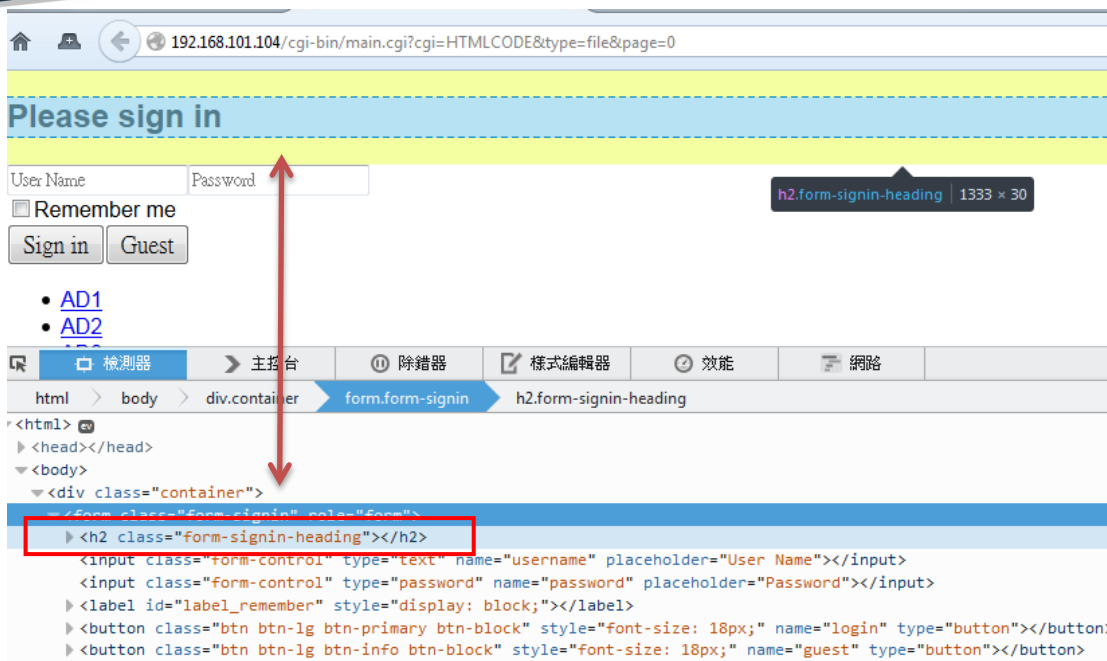 192.168.101.104/cgi-bin/main.cgi?cgi=HTMLCODE&type=file&page=0
Please sign in
User Name Password
h2.form-signin-heading 1333 × 30
Remember me
Sign in Guest
AD1
AD2
檢測器 主控台 除錯器 樣式編輯器 效能 網路
html body div.container form.form-signin h2.form-signin-heading
<html> ev
<head></head>
<body>
<div class="container">
<form class="form-signin" role="form">
<h2 class="form-signin-heading"></h2>
<input class="form-control" type="text" name="username" placeholder="User Name"></input>
<input class="form-control" type="password" name="password" placeholder="Password"></input>
<label id="label_remember" style="display: block;"></label>
<button class="btn btn-lg btn-primary btn-block" style="font-size: 18px;" name="login" type="button"></button>
<button class="btn btn-lg btn-info btn-block" style="font-size: 18px;" name="guest" type="button"></button>